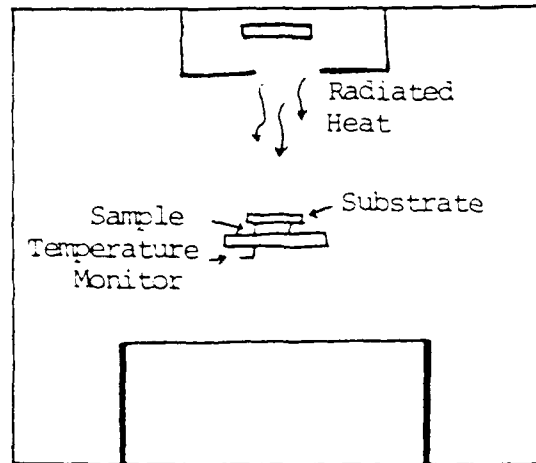 Radiated
Heat
Substrate
Sample
Temperature
Monitor